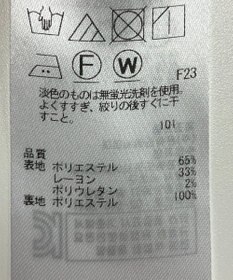 F
W
F23
淡色のものは無蛍光洗剤を使用。
よくすすぎ、絞りの後すぐに干
すこと。
101
品質
表地 ポリエステル 65%
レーヨン 33%
ポリウレタン 2%
裏地 ポリエステル 100%